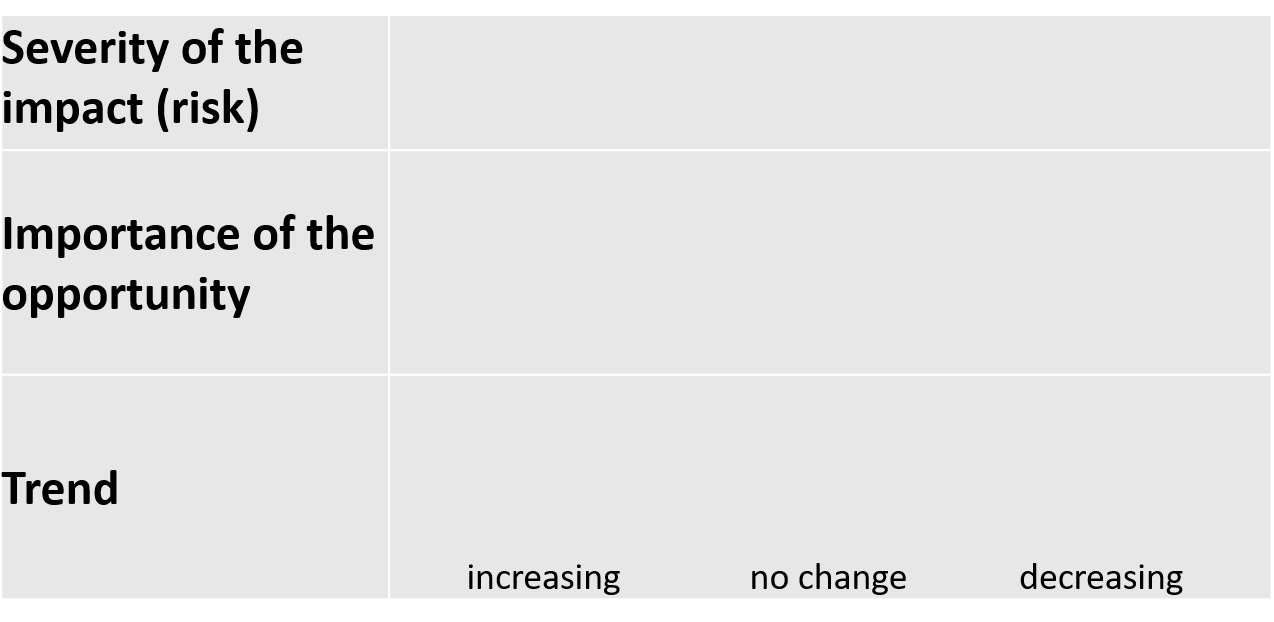 Severity of the
impact (risk)
Importance of the
opportunity
Trend
increasing no change decreasing